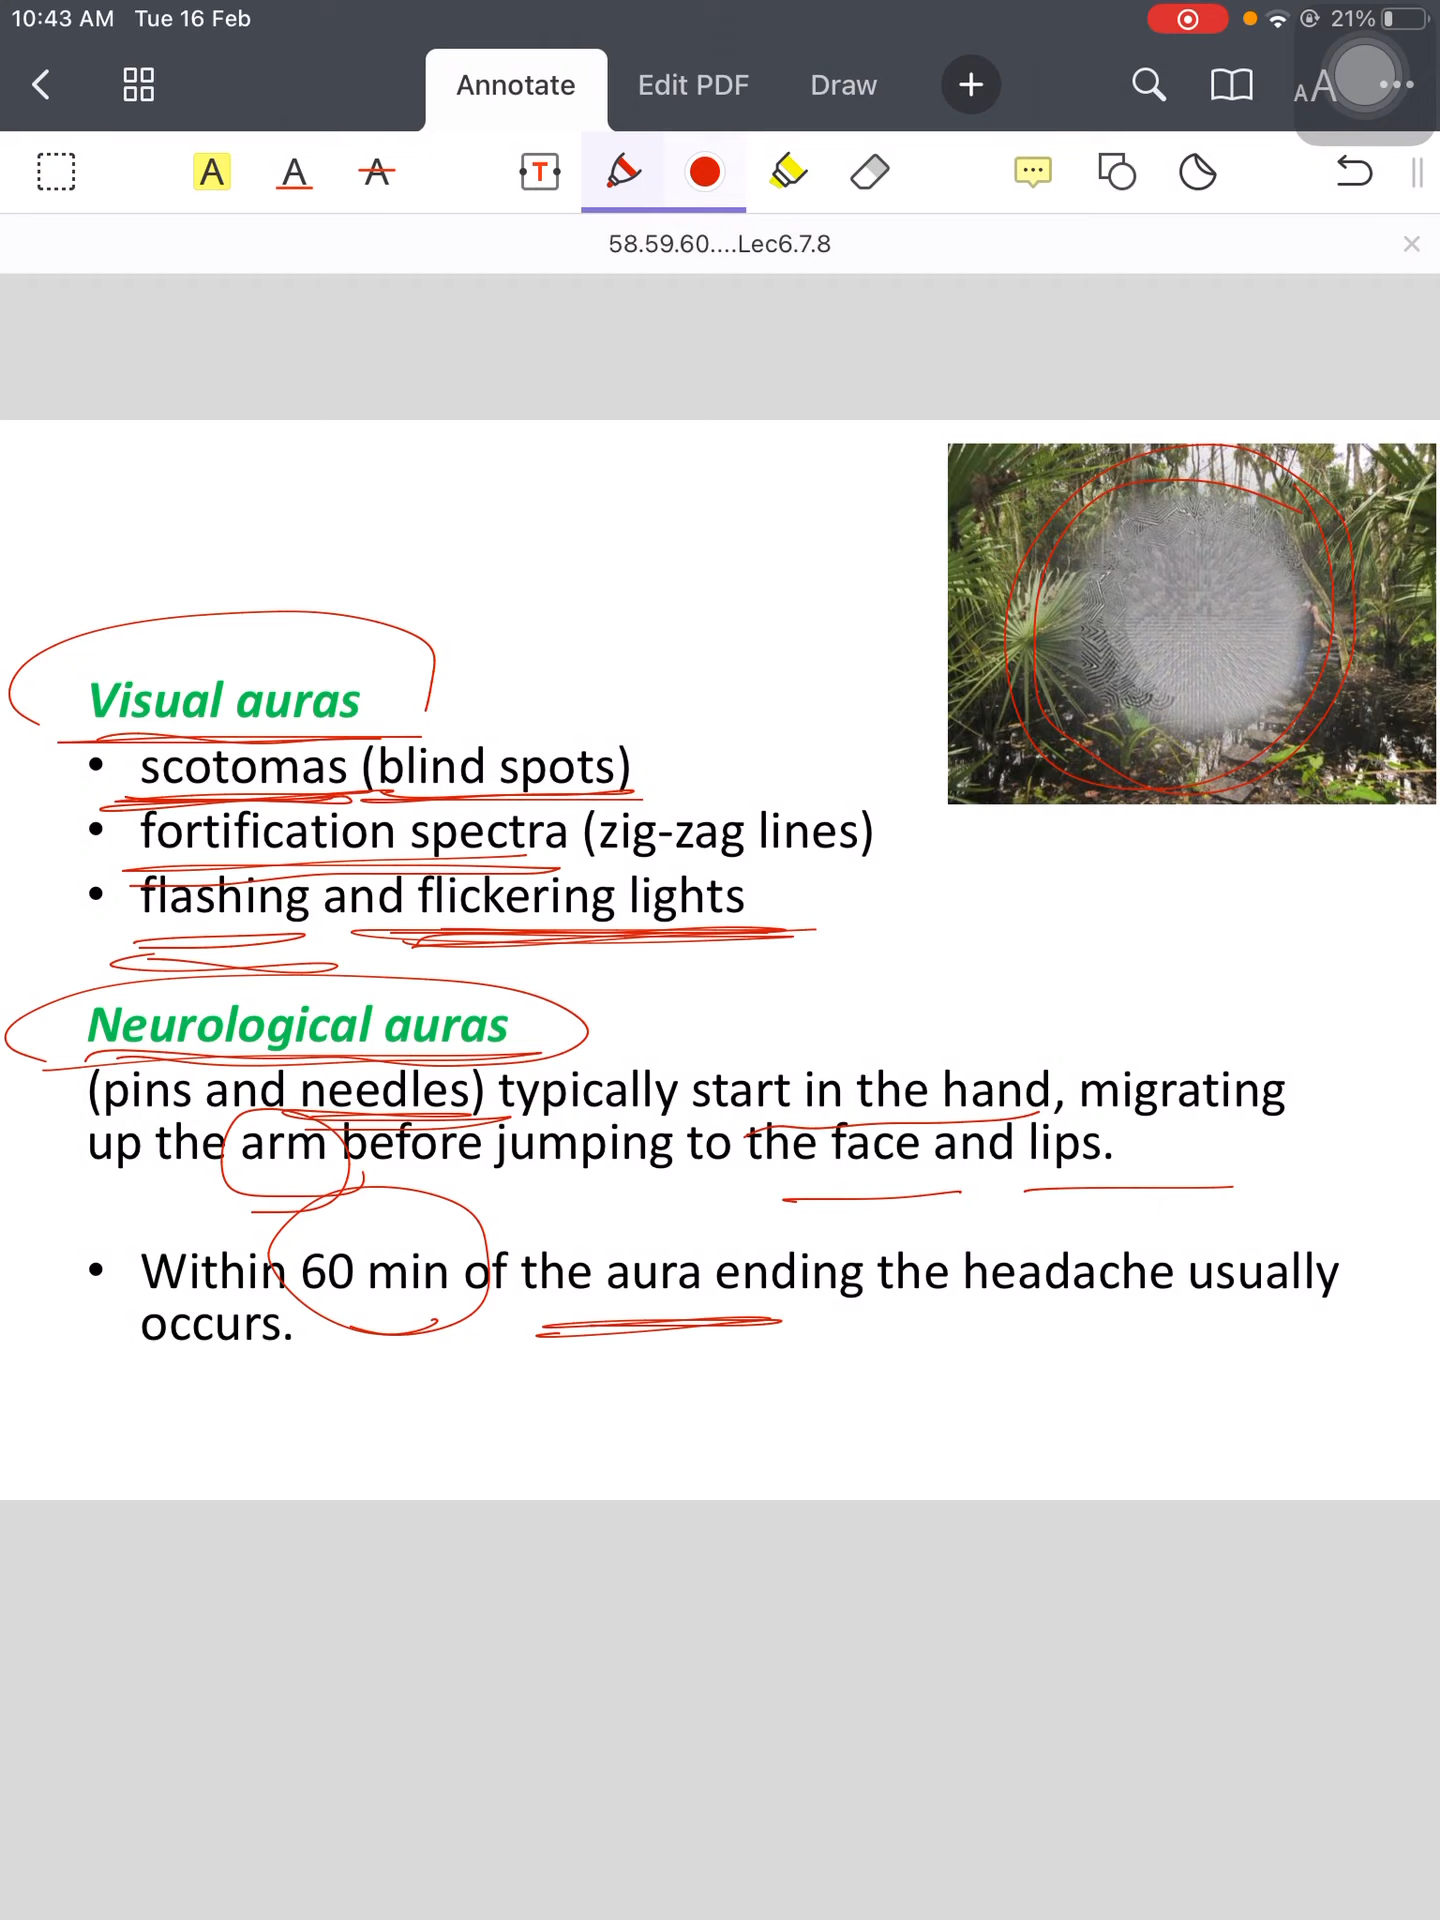 10:43 AM Tue 16 Feb
21%
Annotate
Edit PDF
Draw
AA
A
A
A
T
58.59.60....Lec6.7.8
Visual auras
• scotomas (blind spots)
• fortification spectra (zig-zag lines)
• flashing and flickering lights
Neurological auras
(pins and needles) typically start in the hand, migrating
up the arm before jumping to the face and lips.
• Within 60 min of the aura ending the headache usually
occurs.